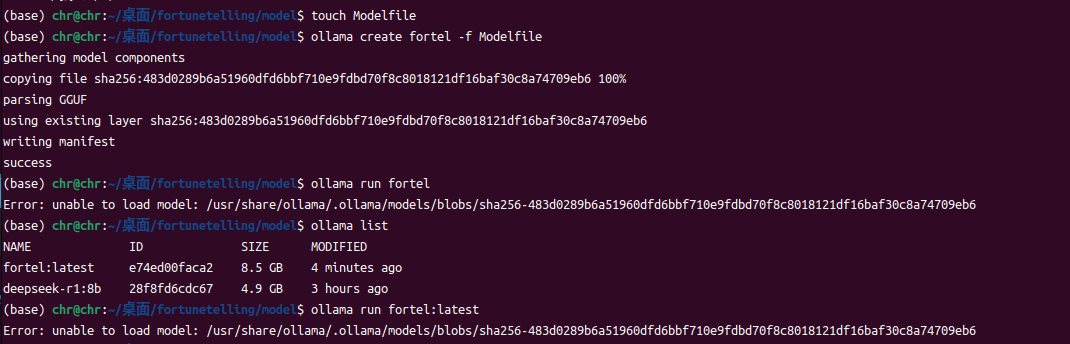 (base) chr@chr:~/桌面/fortunetelling/model$ touch Modelfile
(base) chr@chr:~/桌面/fortunetelling/model$ ollama create fortel -f Modelfile
gathering model components
copying file sha256:483d0289b6a51960dfd6bbf710e9fdbd70f8c8018121df16baf30c8a74709eb6 100%
parsing GGUF
using existing layer sha256:483d0289b6a51960dfd6bbf710e9fdbd70f8c8018121df16baf30c8a74709eb6
writing manifest
success
(base) chr@chr:~/桌面/fortunetelling/model$ ollama run fortel
Error: unable to load model: /usr/share/ollama/.ollama/models/blobs/sha256-483d0289b6a51960dfd6bbf710e9fdbd70f8c8018121df16baf30c8a74709eb6
(base) chr@chr:~/桌面/fortunetelling/model$ ollama list
NAME ID SIZE MODIFIED
fortel:latest e74ed00faca2 8.5 GB 4 minutes ago
deepseek-r1:8b 28f8fd6cdc67 4.9 GB 3 hours ago
(base) chr@chr:~/桌面/fortunetelling/model$ ollama run fortel:latest
Error: unable to load model: /usr/share/ollama/.ollama/models/blobs/sha256-483d0289b6a51960dfd6bbf710e9fdbd70f8c8018121df16baf30c8a74709eb6